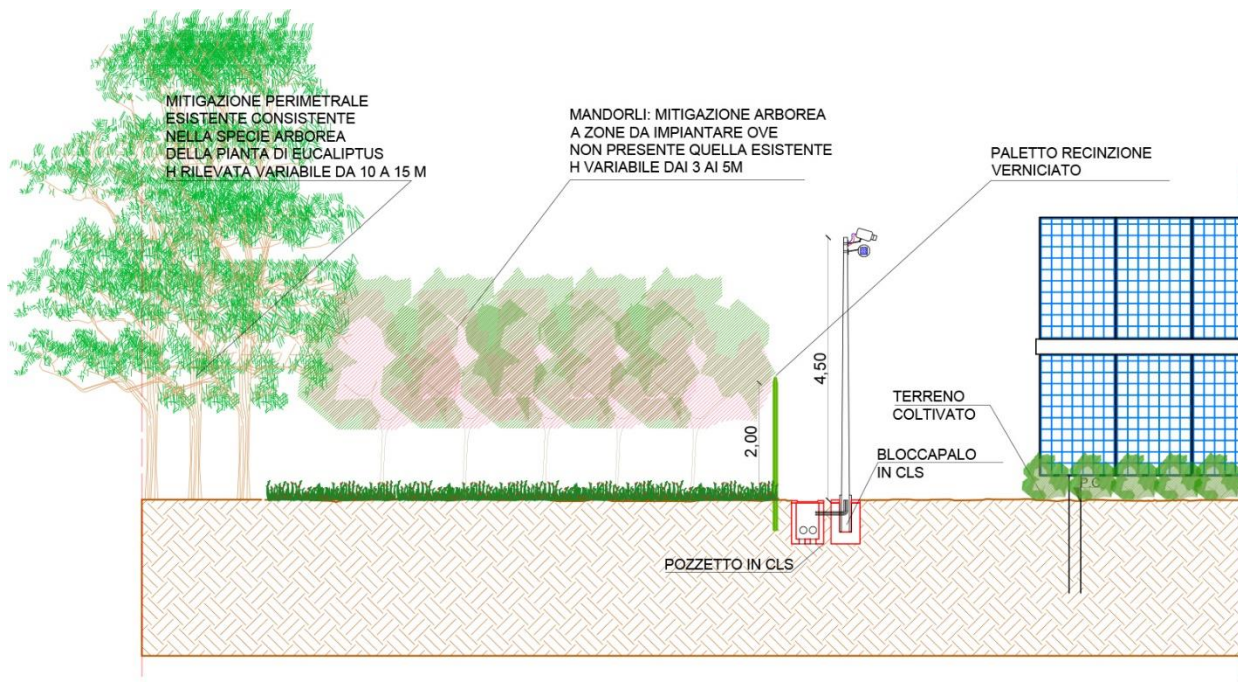 MITIGAZIONE PERIMETRALE
ESISTENTE CONSISTENTE
NELLA SPECIE ARBOREA
DELLA PIANTA DI EUCALIPTUS
H RILEVATA VARIABILE DA 10 A 15 M
MANDORLI: MITIGAZIONE ARBOREA
A ZONE DA IMPIANTARE OVE
NON PRESENTE QUELLA ESISTENTE
H VARIABILE DAI 3 AI 5M
PALETTO RECINZIONE
VERNICIATO
4,50
2,00
TERRENO
COLTIVATO
BLOCCAPALO
IN CLS
POZZETTO IN CLS